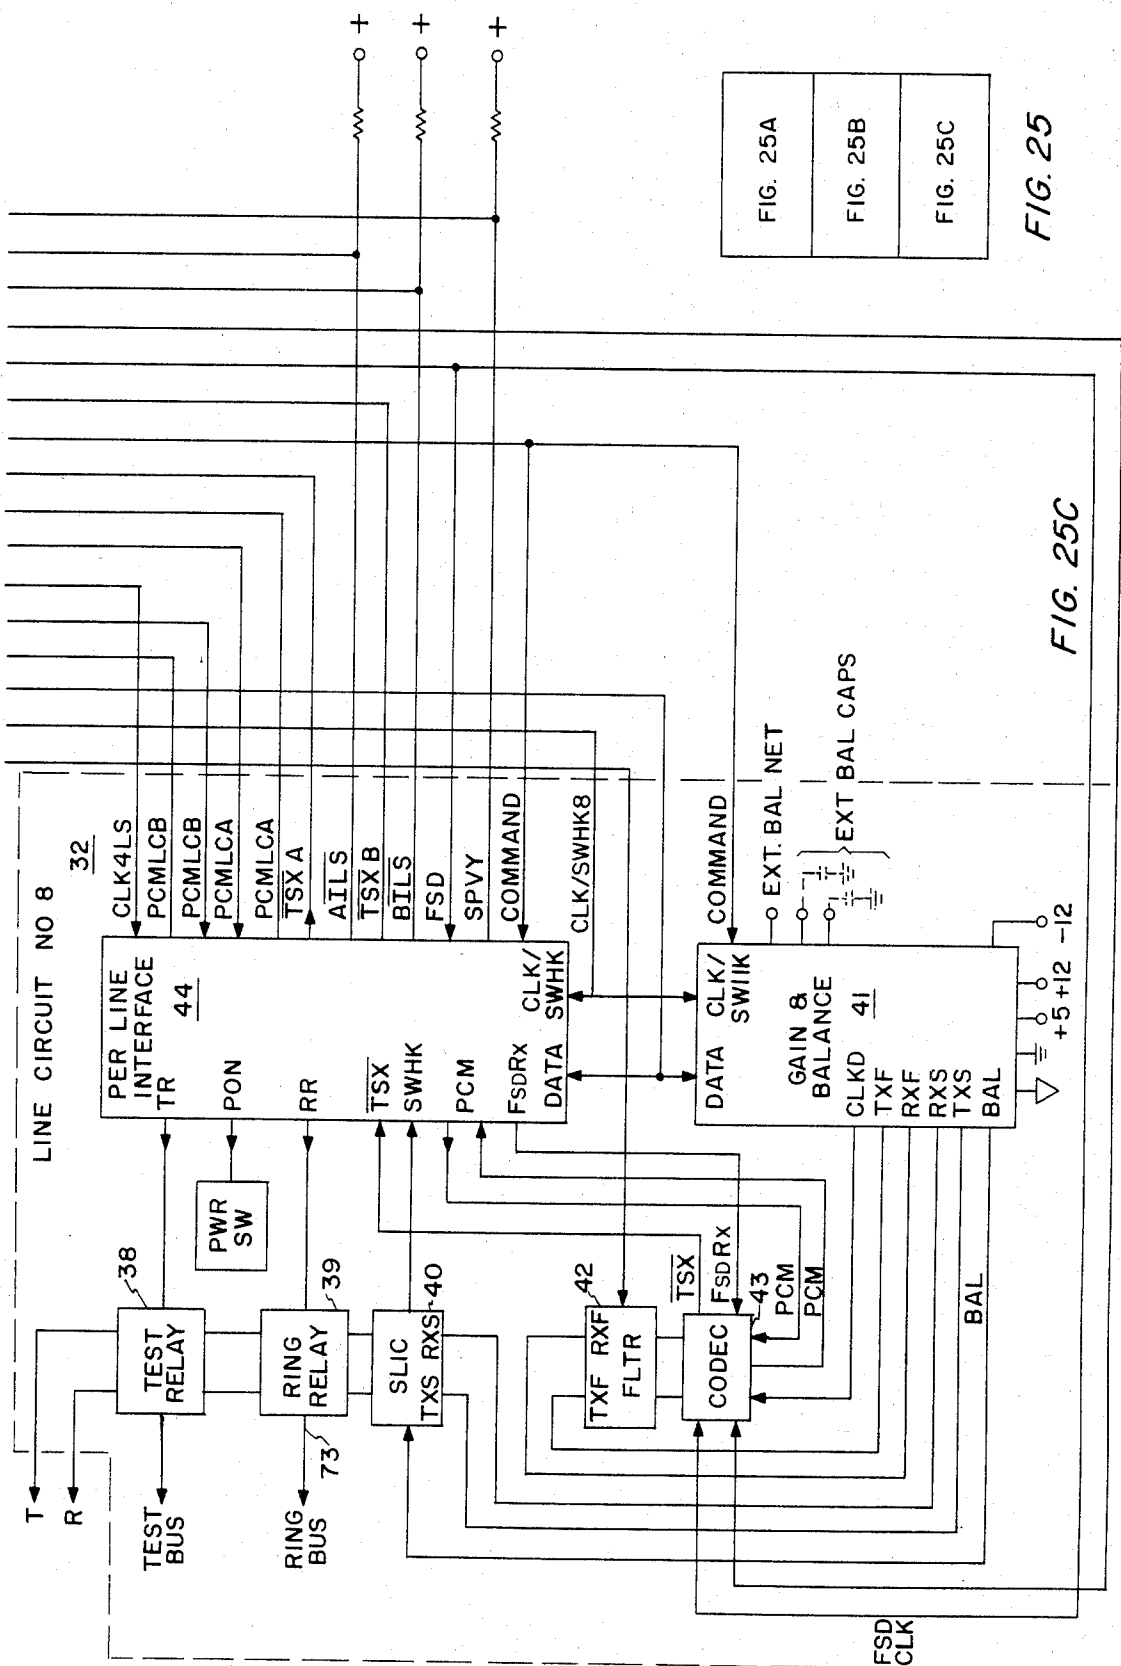 LINE CIRCUIT NO 8
32
CLK4LS
PCMLCB
PCMLCB
PCMLCA
PCMLCA
TSXA
AILS
TSXB
BILS
FSD
SPVY
COMMAND
CLK/SWHK8
COMMAND
EXT. BAL NET
EXT BAL CAPS
PER LINE
INTERFACE
44
TR
PON
RR
TSX
SWHK
PCM
FSDRX
DATA
CLK/
SWHK
DATA
CLK/
SWIIK
GAIN &
BALANCE
41
CLKD
TXF
RXF
RXS
TXS
BAL
+5
+12
-12
PWR
SW
38
TEST
RELAY
39
RING
RELAY
73
40
SLIC
TXS RXS
42
TXF RXF
FLTR
TSX
FSDRX
43
CODEC
PCM
PCM
BAL
T
R
TEST
BUS
RING
BUS
FSD
CLK
+
+
+
FIG. 25A
FIG. 25B
FIG. 25C
FIG. 25
FIG. 25C